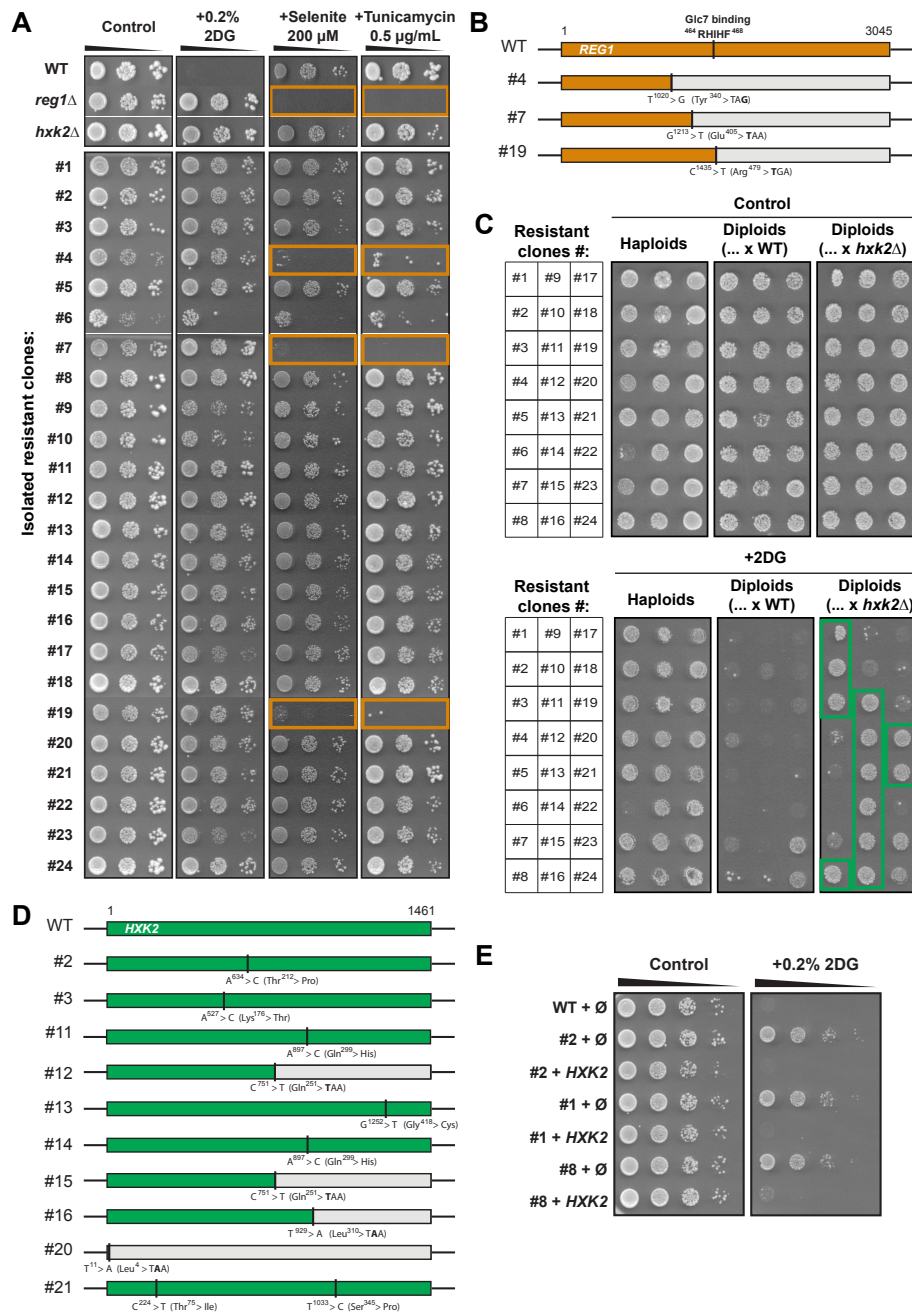 A
Control
+0.2% 2DG
+Selenite 200 µM
+Tunicamycin 0.5 µg/mL
WT
reg1Δ
hxk2Δ
Isolated resistant clones:
#1
#2
#3
#4
#5
#6
#7
#8
#9
#10
#11
#12
#13
#14
#15
#16
#17
#18
#19
#20
#21
#22
#23
#24
B
Glc7 binding
1 464 RHIHF 468 3045
WT REG1
#4
T1020 > G (Tyr 340 > TAG)
#7
G1213 > T (Glu405 > TAA)
#19
C1435 > T (Arg479 > TGA)
C
Control
Resistant clones #:
Haploids
Diploids (... x WT)
Diploids (... x hxk2Δ)
#1 #9 #17
#2 #10 #18
#3 #11 #19
#4 #12 #20
#5 #13 #21
#6 #14 #22
#7 #15 #23
#8 #16 #24
+2DG
Resistant clones #:
Haploids
Diploids (... x WT)
Diploids (... x hxk2Δ)
#1 #9 #17
#2 #10 #18
#3 #11 #19
#4 #12 #20
#5 #13 #21
#6 #14 #22
#7 #15 #23
#8 #16 #24
D
1 1461
WT HXK2
#2
A634 > C (Thr212 > Pro)
#3
A527 > C (Lys176 > Thr)
#11
A897 > C (Gln299 > His)
#12
C751 > T (Gln251 > TAA)
#13
G1252 > T (Gly418 > Cys)
#14
A897 > C (Gln299 > His)
#15
C751 > T (Gln251 > TAA)
#16
T929 > A (Leu310 > TAA)
#20
T11 > A (Leu4 > TAA)
#21
C224 > T (Thr75 > Ile) T1033 > C (Ser345 > Pro)
E
Control
+0.2% 2DG
WT + Ø
#2 + Ø
#2 + HXK2
#1 + Ø
#1 + HXK2
#8 + Ø
#8 + HXK2